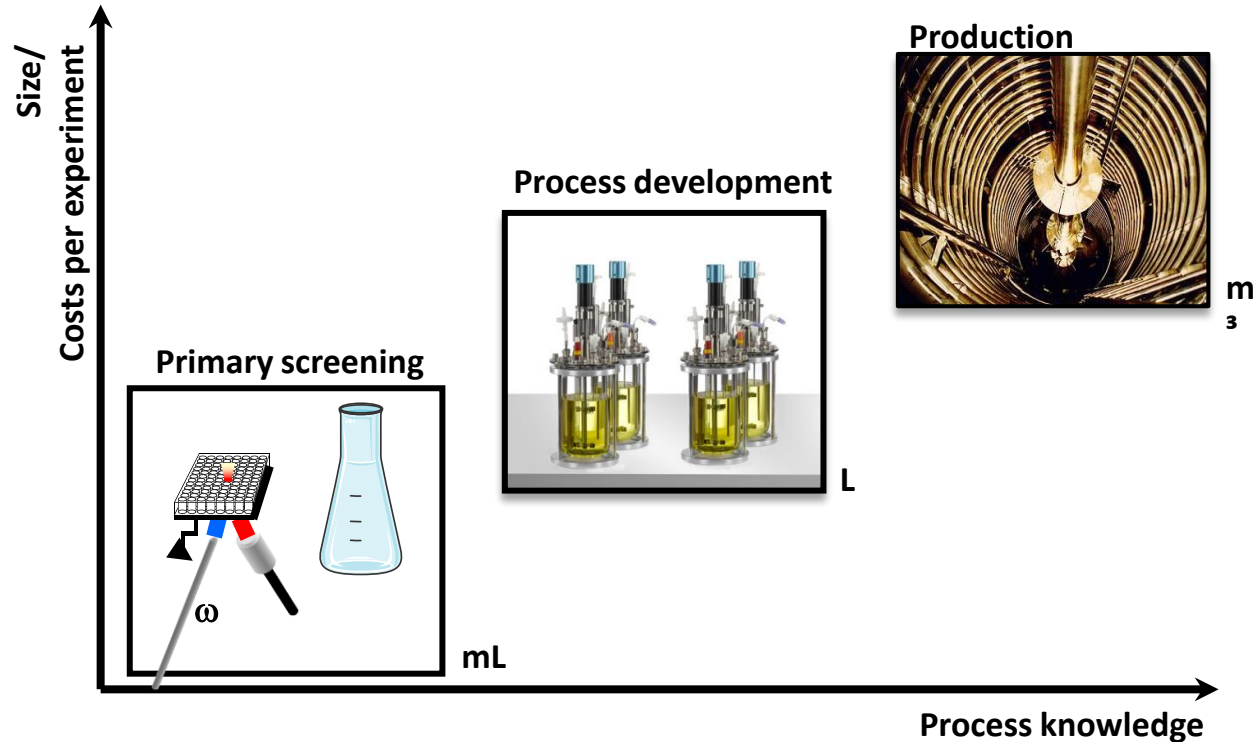 Size/
Costs per experiment
Production
m
³
Process development
L
Primary screening
ω
mL
Process knowledge